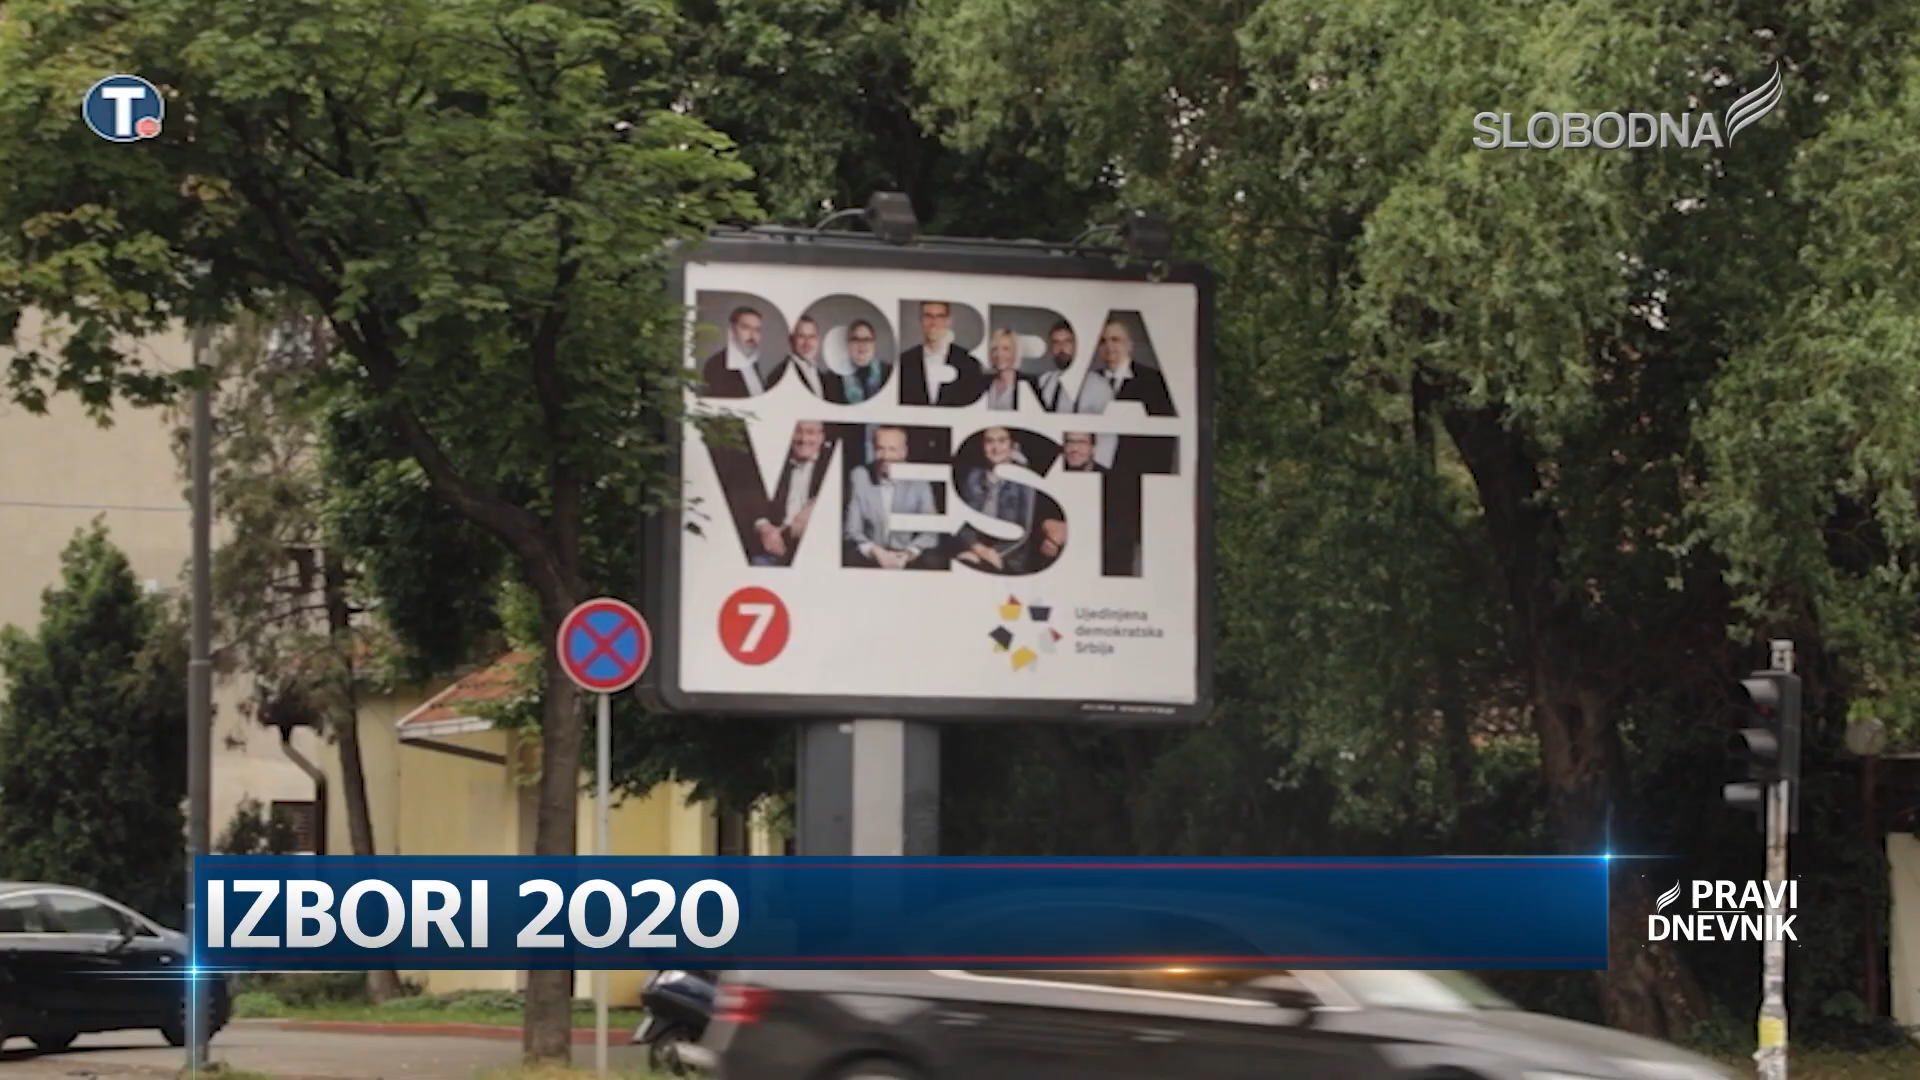 T
SLOBODNA
DOBRA
VEST
7
Ujedinjena
demokratska
Srbija
IZBORI 2020
PRAVI
DNEVNIK